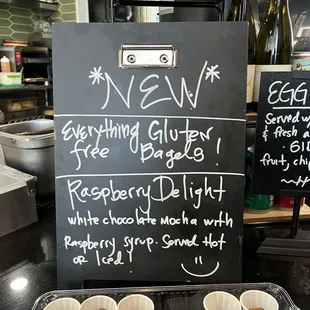 *NEW*
Everything Gluten
free Bagels!
Raspberry Delight
white chocolate Mocha with
Raspberry syrup. Served Hot
or Iced!
EGG
Served w
& fresh a
fruit, chip